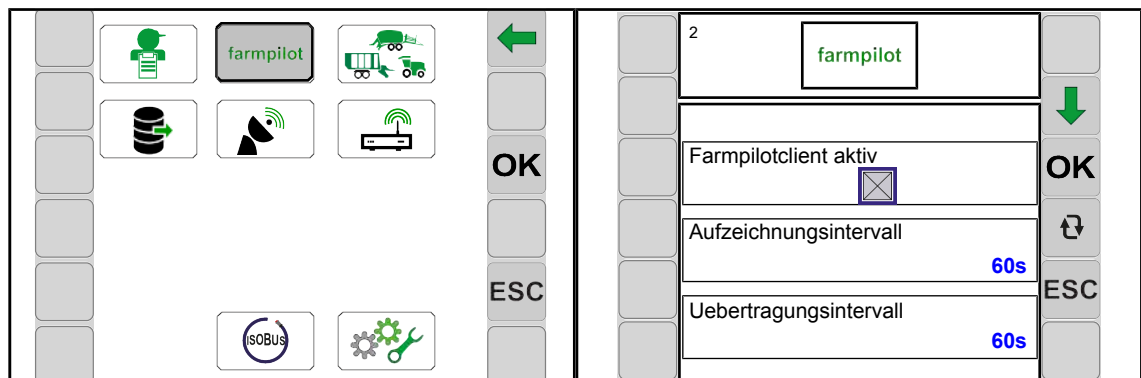 farmpilot
OK
ESC
ISOBUS
2
farmpilot
Farmpilotclient aktiv
OK
Aufzeichnungsintervall
60s
ESC
Uebertragungsintervall
60s